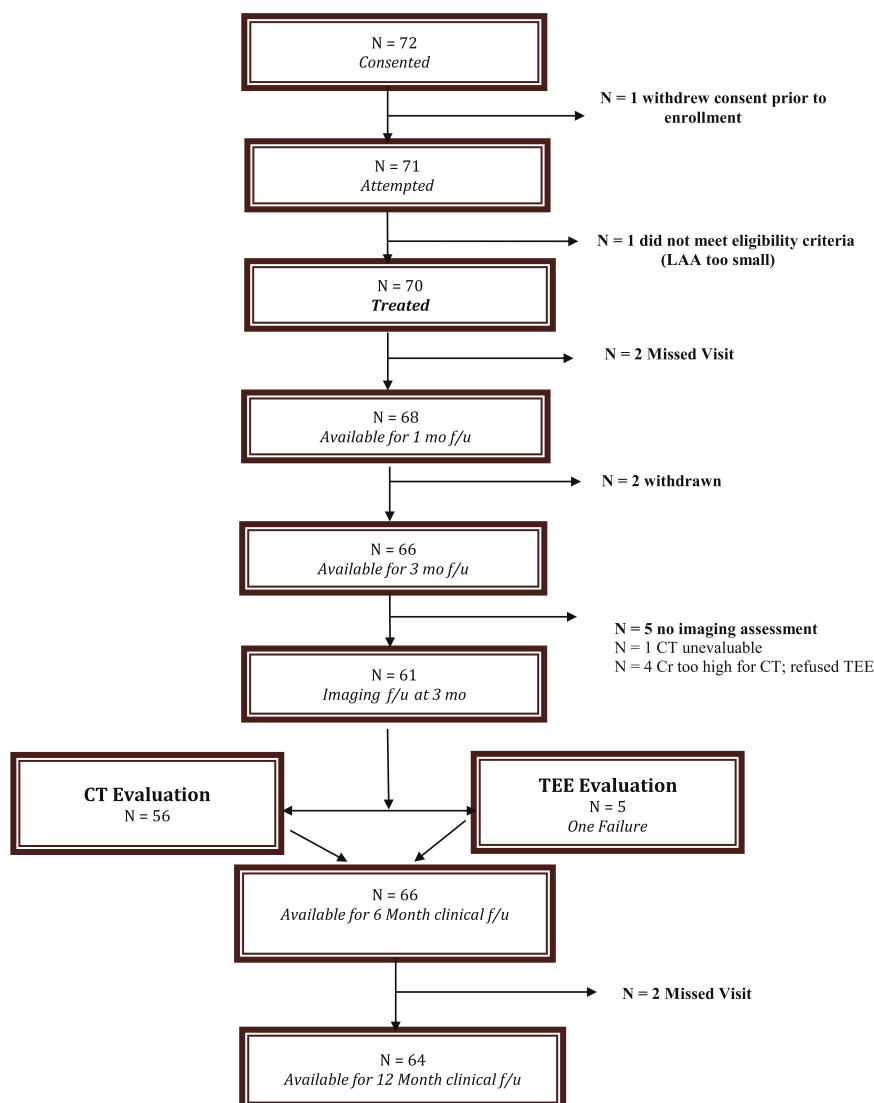 N = 72
Consented
N = 1 withdrew consent prior to
enrollment
N = 71
Attempted
N = 1 did not meet eligibility criteria
(LAA too small)
N = 70
Treated
N = 2 Missed Visit
N = 68
Available for 1 mo f/u
N = 2 withdrawn
N = 66
Available for 3 mo f/u
N = 5 no imaging assessment
N = 1 CT unevaluable
N = 4 Cr too high for CT; refused TEE
N = 61
Imaging f/u at 3 mo
CT Evaluation
N = 56
TEE Evaluation
N = 5
One Failure
N = 66
Available for 6 Month clinical f/u
N = 2 Missed Visit
N = 64
Available for 12 Month clinical f/u